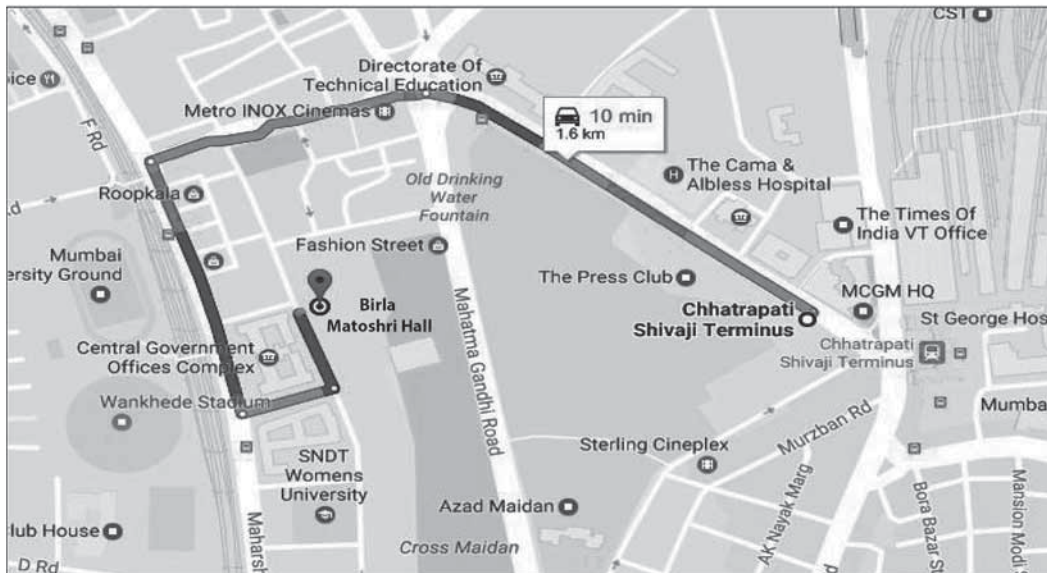 CST
Directorate Of
Technical Education
oice
Metro INOX Cinemas
10 min
1.6 km
F Rd
The Cama &
Albless Hospital
Roopkala
Rd
Old Drinking
Water
Fountain
The Times Of
India VT Office
Mumbai
ersity Ground
Fashion Street
The Press Club
Birla
Matoshri Hall
Mahatma Gandhi Road
Chhatrapati
Shivaji Terminus
MCGM HQ
St George Hos
Chhatrapati
Shivaji Terminus
Central Government
Offices Complex
Wankhede Stadium
Mumba
Murzban Rd
Sterling Cineplex
SNDT
Womens
University
AK Nayak Marg
Bora Bazar St
Mansion Modi S
Azad Maidan
Club House
Maharsh
Cross Maidan
D Rd
d